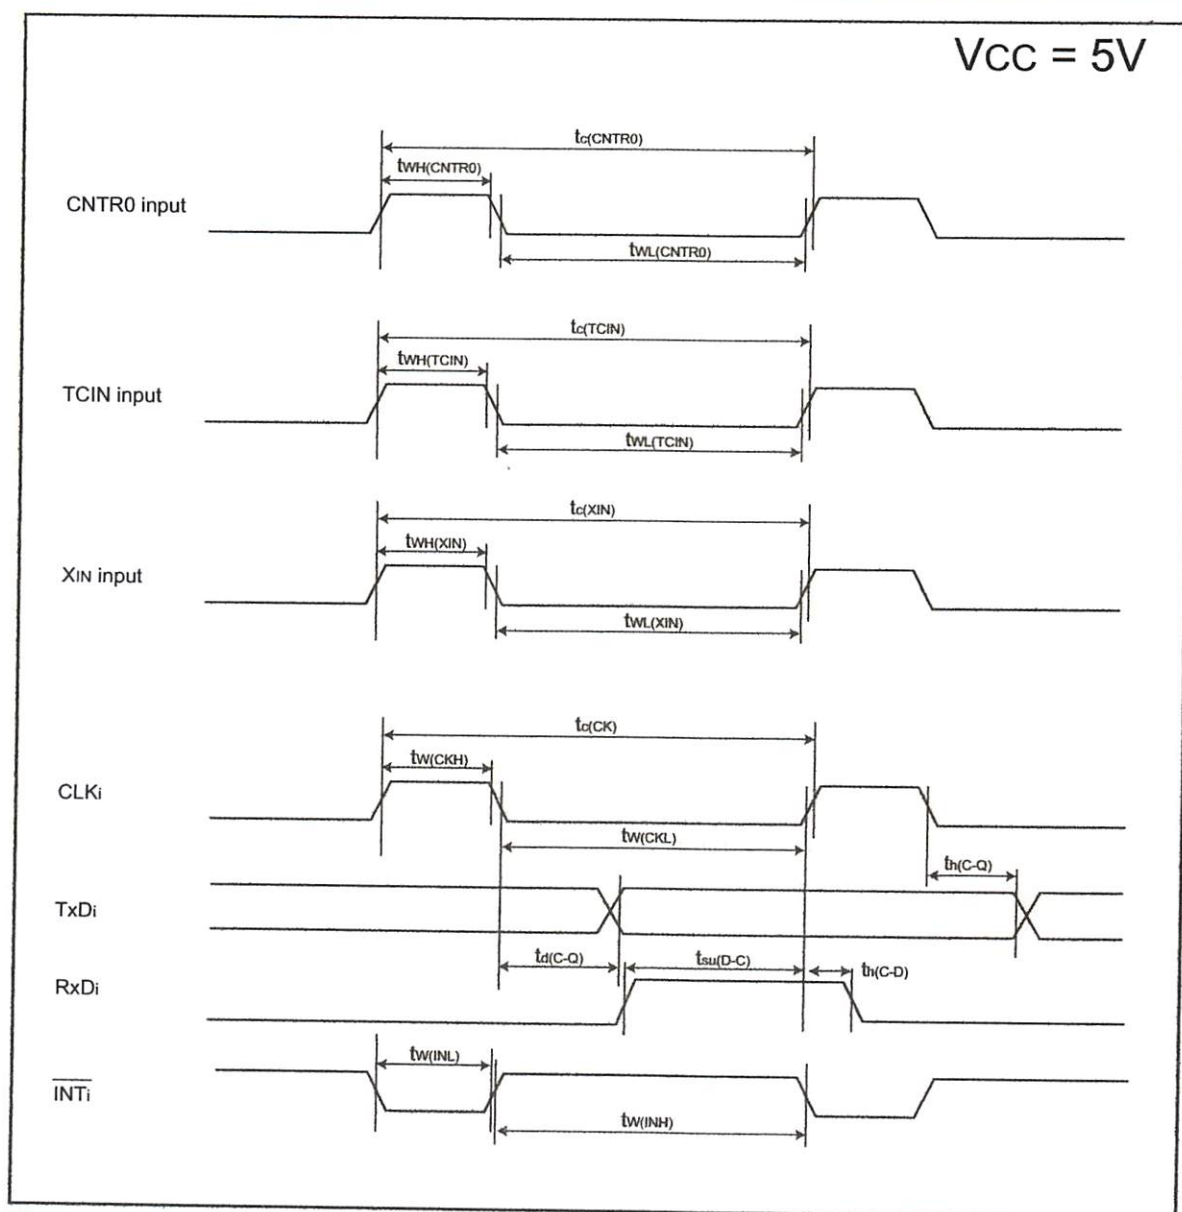 VCC = 5V
tc(CNTR0)
tWH(CNTR0)
CNTR0 input
tWL(CNTR0)
tc(TCIN)
tWH(TCIN)
TCIN input
tWL(TCIN)
tc(XIN)
tWH(XIN)
XIN input
tWL(XIN)
tc(CK)
tW(CKH)
CLKi
tW(CKL)
th(C-Q)
TxDi
td(C-Q)
tsu(D-C)
th(C-D)
RxDi
tW(INL)
INTi
tW(INH)